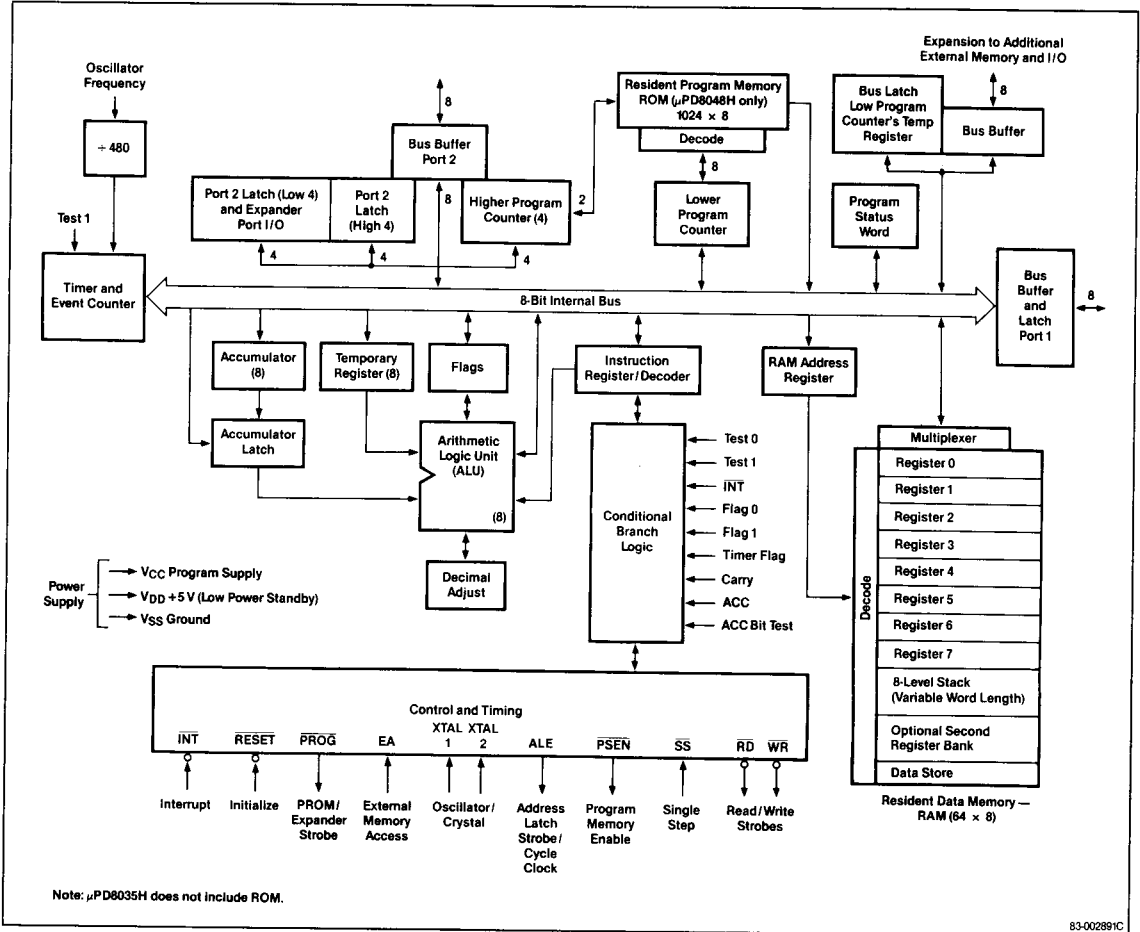 Oscillator
Frequency
÷ 480
Test 1
Timer and
Event Counter
8
Bus Buffer
Port 2
Port 2 Latch (Low 4)
and Expander
Port I/O
Port 2
Latch
(High 4)
8
Higher Program
Counter (4)
2
4
4
4
Resident Program Memory
ROM (μPD8048H only)
1024 × 8
Decode
8
Lower
Program
Counter
Expansion to Additional
External Memory and I/O
8
Bus Latch
Low Program
Counter's Temp
Register
Bus Buffer
Program
Status
Word
Bus
Buffer
and
Latch
Port 1
8
8-Bit Internal Bus
Accumulator
(8)
Temporary
Register (8)
Flags
Instruction
Register/Decoder
RAM Address
Register
Accumulator
Latch
Arithmetic
Logic Unit
(ALU)
(8)
Decimal
Adjust
Conditional
Branch
Logic
Test 0
Test 1
INT
Flag 0
Flag 1
Timer Flag
Carry
ACC
ACC Bit Test
Multiplexer
Decode
Register 0
Register 1
Register 2
Register 3
Register 4
Register 5
Register 6
Register 7
8-Level Stack
(Variable Word Length)
Optional Second
Register Bank
Data Store
Resident Data Memory —
RAM (64 × 8)
Power
Supply
VCC Program Supply
VDD +5 V (Low Power Standby)
VSS Ground
Control and Timing
INT
RESET
PROG
EA
XTAL
1
XTAL
2
ALE
PSEN
SS
RD
WR
Interrupt
Initialize
PROM/
Expander
Strobe
External
Memory
Access
Oscillator/
Crystal
Address
Latch
Strobe/
Cycle
Clock
Program
Memory
Enable
Single
Step
Read/Write
Strobes
Note: μPD8035H does not include ROM.
83-002891C